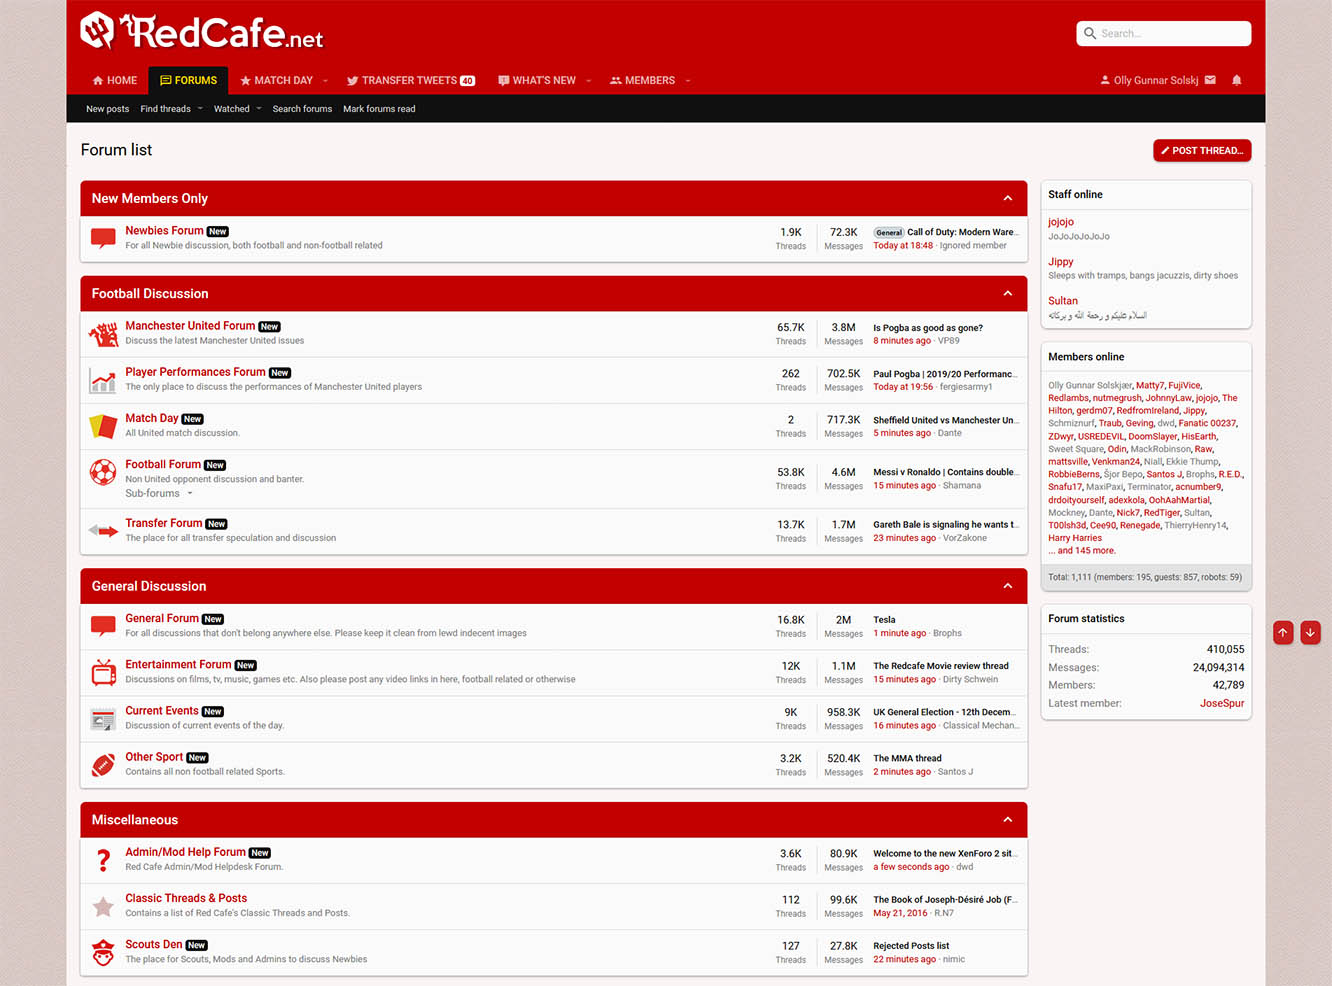 RedCafe.net
Search...
HOME
FORUMS
MATCH DAY
TRANSFER TWEETS 40
WHAT'S NEW
MEMBERS
Olly Gunnar Solskj
New posts
Find threads
Watched
Search forums
Mark forums read
Forum list
POST THREAD...
New Members Only
Newbies Forum New
For all Newbie discussion, both football and non-football related
1.9K
Threads
72.3K
Messages
General Call of Duty: Modern Ware...
Today at 18:48 · Ignored member
Football Discussion
Manchester United Forum New
Discuss the latest Manchester United issues
65.7K
Threads
3.8M
Messages
Is Pogba as good as gone?
8 minutes ago · VP89
Player Performances Forum New
The only place to discuss the performances of Manchester United players
262
Threads
702.5K
Messages
Paul Pogba | 2019/20 Performanc...
Today at 19:56 · fergiesarmy1
Match Day New
All United match discussion.
2
Threads
717.3K
Messages
Sheffield United vs Manchester Un...
5 minutes ago · Dante
Football Forum New
Non United opponent discussion and banter.
Sub-forums
53.8K
Threads
4.6M
Messages
Messi v Ronaldo | Contains double...
15 minutes ago · Shamana
Transfer Forum New
The place for all transfer speculation and discussion
13.7K
Threads
1.7M
Messages
Gareth Bale is signaling he wants t...
23 minutes ago · VorZakone
General Discussion
General Forum New
For all discussions that don't belong anywhere else. Please keep it clean from lewd indecent images
16.8K
Threads
2M
Messages
Tesla
1 minute ago · Brophs
Entertainment Forum New
Discussions on films, tv, music, games etc. Also please post any video links in here, football related or otherwise
12K
Threads
1.1M
Messages
The Redcafe Movie review thread
15 minutes ago · Dirty Schwein
Current Events New
Discussion of current events of the day.
9K
Threads
958.3K
Messages
UK General Election - 12th Decem...
16 minutes ago · Classical Mechan...
Other Sport New
Contains all non football related Sports.
3.2K
Threads
520.4K
Messages
The MMA thread
2 minutes ago · Santos J
Miscellaneous
Admin/Mod Help Forum New
Red Cafe Admin/Mod Helpdesk Forum.
3.6K
Threads
80.9K
Messages
Welcome to the new XenForo 2 sit...
a few seconds ago · dwd
Classic Threads & Posts
Contains a list of Red Cafe's Classic Threads and Posts.
112
Threads
99.6K
Messages
The Book of Joseph-Désiré Job (F...
May 21, 2016 · R.N7
Scouts Den New
The place for Scouts, Mods and Admins to discuss Newbies
127
Threads
27.8K
Messages
Rejected Posts list
22 minutes ago · nimic
Staff online
jojojo
JoJoJoJoJoJo
Jippy
Sleeps with tramps, bangs jacuzzis, dirty shoes
Sultan
السلام عليكم و رحمة الله و بركاته
Members online
Olly Gunnar Solskjær, Matty7, FujiVice,
Redlambs, nutmegrush, JohnnyLaw, jojojo, The
Hilton, gerdm07, RedfromIreland, Jippy,
Schmiznurf, Traub, Geving, dwd, Fanatic 00237,
ZDwyr, USREDEVIL, DoomSlayer, HisEarth,
Sweet Square, Odin, MackRobinson, Raw,
mattsville, Venkman24, Niall, Ekkie Thump,
RobbieBerns, Šjor Bepo, Santos J, Brophs, R.E.D.,
Snafu17, MaxiPaxi, Terminator, acnumber9,
drdoityourself, adexkola, OohAahMartial,
Mockney, Dante, Nick7, RedTiger, Sultan,
T00lsh3d, Cee90, Renegade, ThierryHenry14,
Harry Harries
... and 145 more.
Total: 1,111 (members: 195, guests: 857, robots: 59)
Forum statistics
Threads: 410,055
Messages: 24,094,314
Members: 42,789
Latest member: JoseSpur